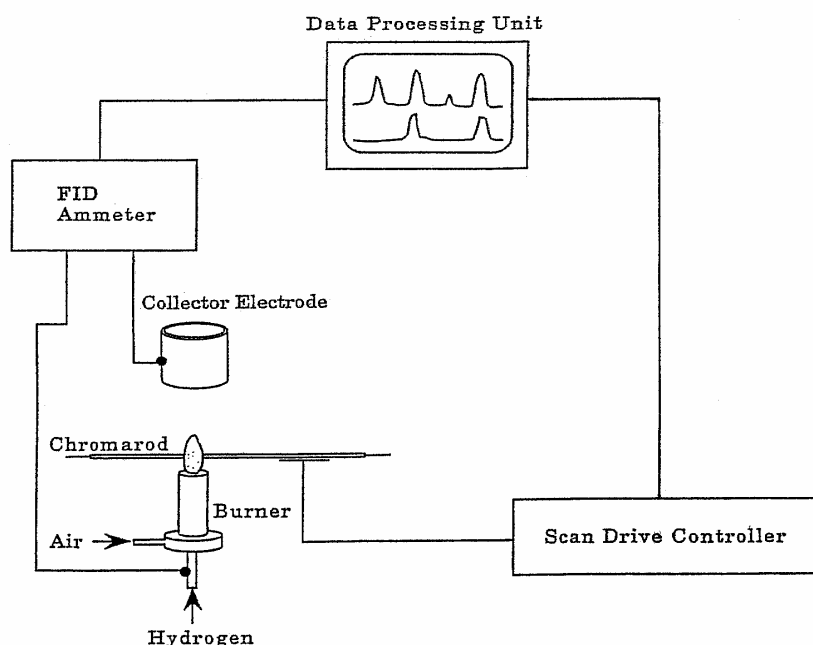 Data Processing Unit
FID
Ammeter
Collector Electrode
Chromarod
Burner
Air
Scan Drive Controller
Hydrogen